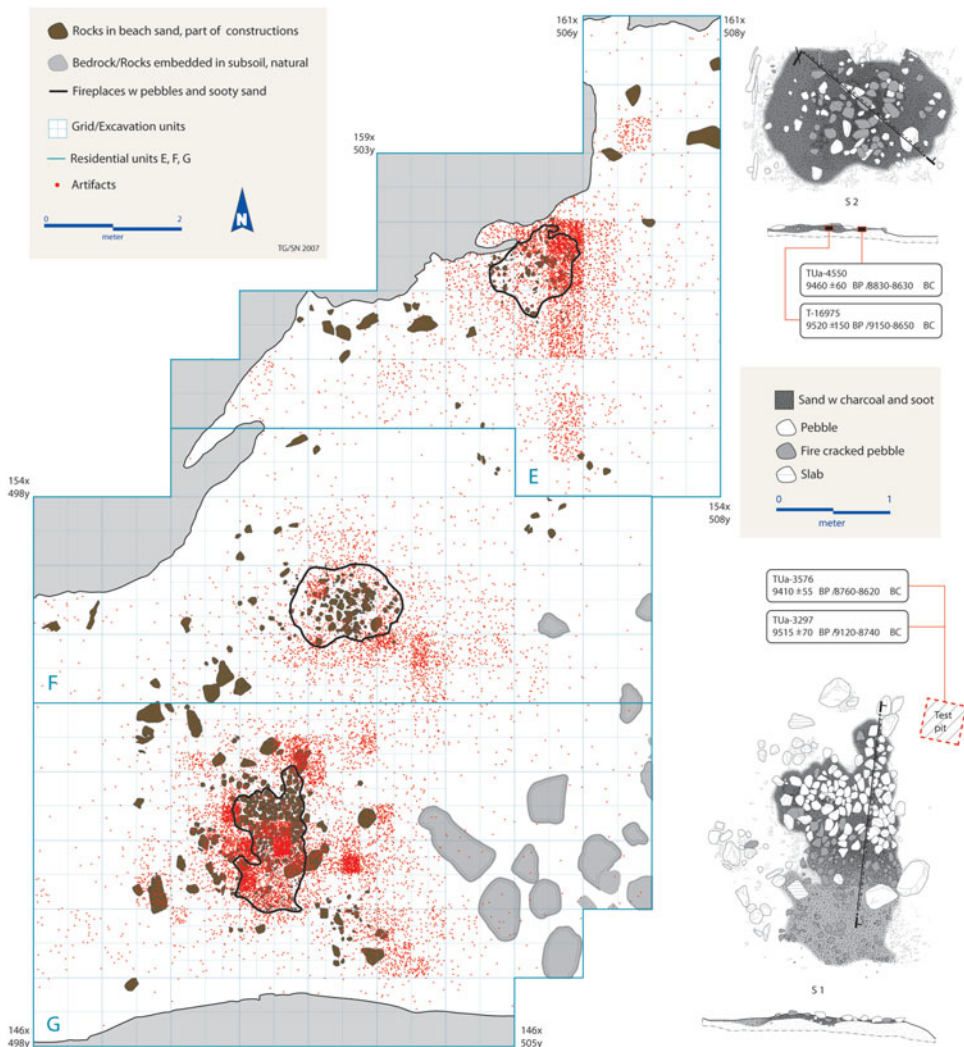 Rocks in beach sand, part of constructions
Bedrock/Rocks embedded in subsoil, natural
Fireplaces w pebbles and sooty sand
Grid/Excavation units
Residential units E, F, G
Artifacts
0 2
meter
N
TG/SN 2007
161x
506y
161x
508y
159x
503y
E
154x
498y
154x
508y
F
G
146x
498y
146x
505y
S 2
TUa-4550
9460 ±60 BP /8830-8630 BC
T-16975
9520 ±150 BP /9150-8650 BC
Sand w charcoal and soot
Pebble
Fire cracked pebble
Slab
0 1
meter
TUa-3576
9410 ±55 BP /8760-8620 BC
TUa-3297
9515 ±70 BP /9120-8740 BC
Test
pit
S 1